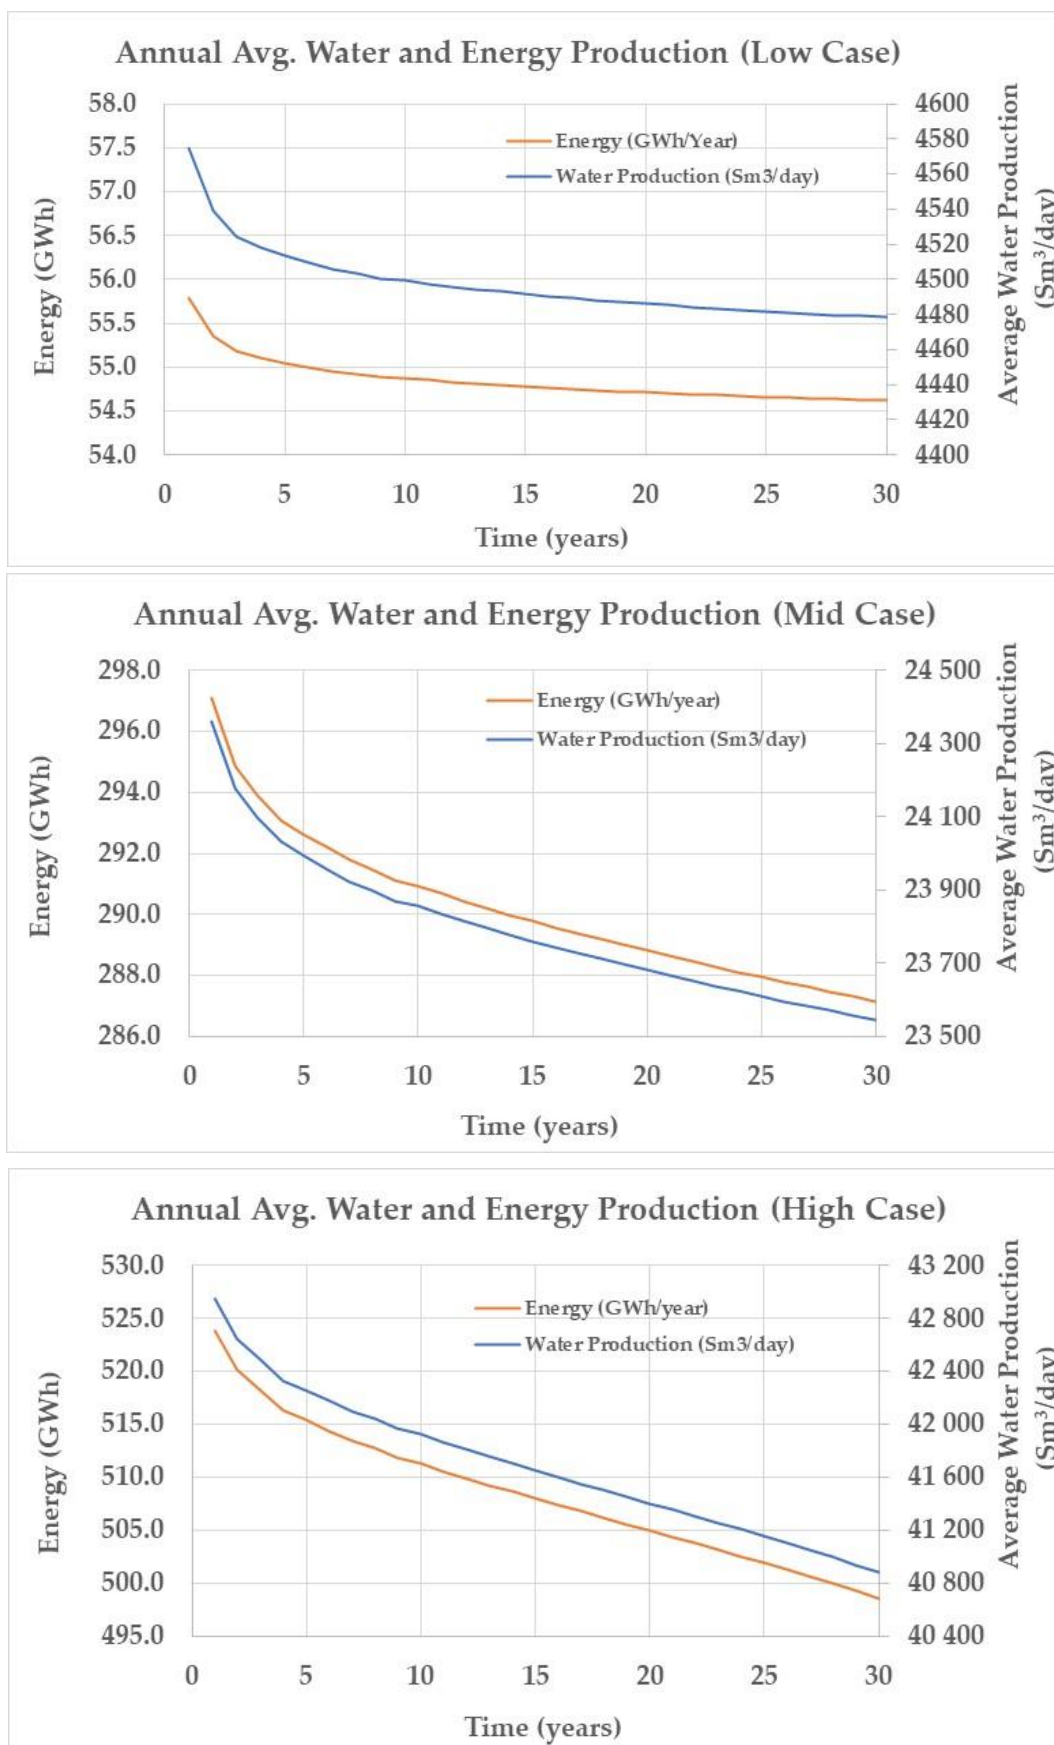 Annual Avg. Water and Energy Production (Low Case)
Energy (GWh)
58.0
57.5
57.0
56.5
56.0
55.5
55.0
54.5
54.0
Energy (GWh/Year)
Water Production (Sm3/day)
4600
4580
4560
4540
4520
4500
4480
4460
4440
4420
4400
Average Water Production
(Sm³/day)
0 5 10 15 20 25 30
Time (years)
Annual Avg. Water and Energy Production (Mid Case)
Energy (GWh)
298.0
296.0
294.0
292.0
290.0
288.0
286.0
Energy (GWh/year)
Water Production (Sm3/day)
24 500
24 300
24 100
23 900
23 700
23 500
Average Water Production
(Sm³/day)
0 5 10 15 20 25 30
Time (years)
Annual Avg. Water and Energy Production (High Case)
Energy (GWh)
530.0
525.0
520.0
515.0
510.0
505.0
500.0
495.0
Energy (GWh/year)
Water Production (Sm3/day)
43 200
42 800
42 400
42 000
41 600
41 200
40 800
40 400
Average Water Production
(Sm³/day)
0 5 10 15 20 25 30
Time (years)